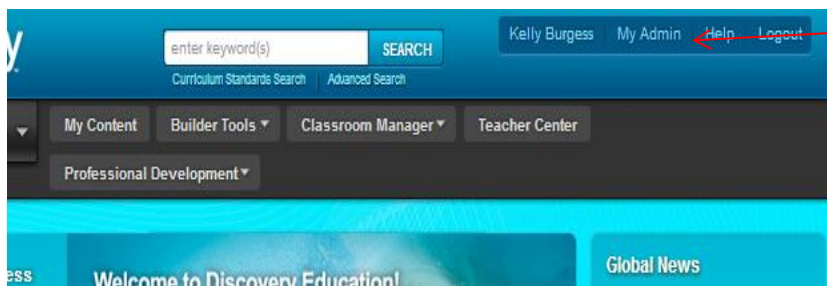 y
Kelly Burgess My Admin Help Logout
enter keyword(s) SEARCH
Curriculum Standards Search Advanced Search
My Content Builder Tools Classroom Manager Teacher Center
Professional Development
ess
Welcome to Discovery Education!
Global News